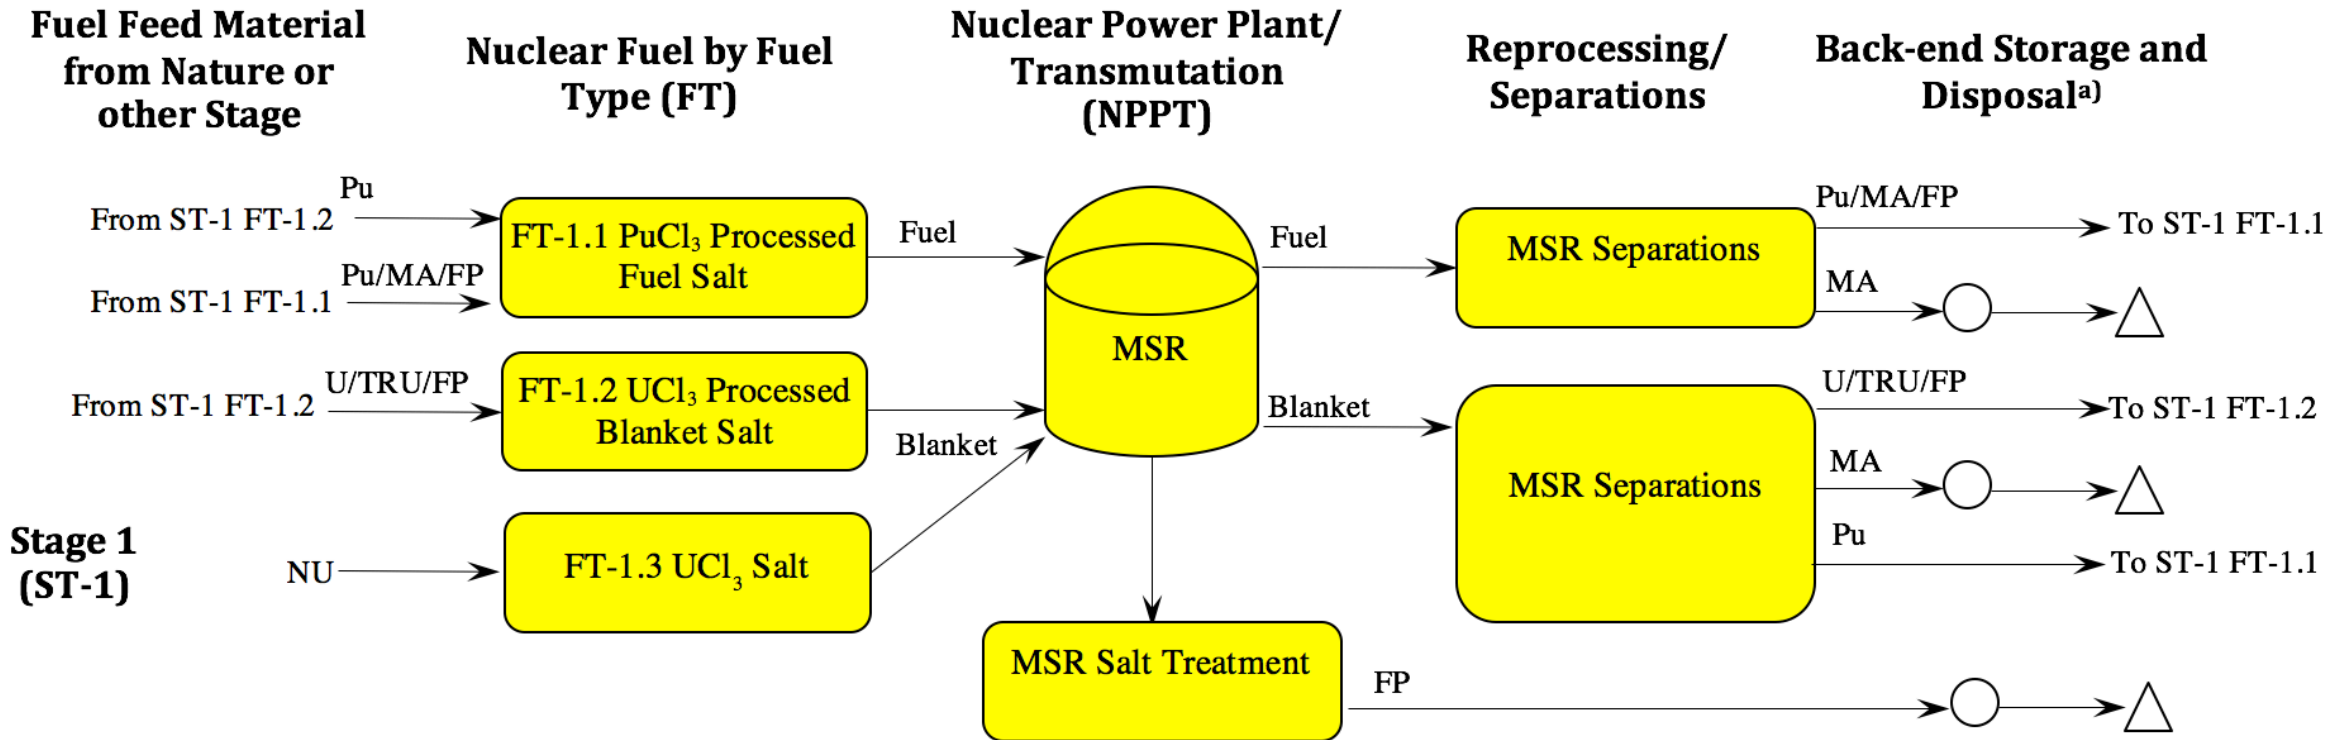 Fuel Feed Material
from Nature or
other Stage
Nuclear Fuel by Fuel
Type (FT)
Nuclear Power Plant/
Transmutation
(NPPT)
Reprocessing/
Separations
Back-end Storage and
Disposalᵃ⁾
Pu
From ST-1 FT-1.2
Pu/MA/FP
From ST-1 FT-1.1
FT-1.1 PuCl₃ Processed
Fuel Salt
Fuel
MSR
Fuel
MSR Separations
Pu/MA/FP
To ST-1 FT-1.1
MA
U/TRU/FP
From ST-1 FT-1.2
FT-1.2 UCl₃ Processed
Blanket Salt
Blanket
Blanket
MSR Separations
U/TRU/FP
To ST-1 FT-1.2
MA
Pu
To ST-1 FT-1.1
Stage 1
(ST-1)
NU
FT-1.3 UCl₃ Salt
MSR Salt Treatment
FP